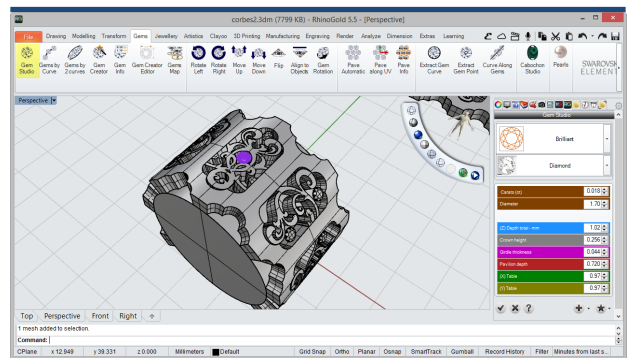 corbes2.3dm (7799 KB) - RhinoGold 5.5 - [Perspective]
File Drawing Modelling Transform Gems Jewellery Artistics Clayoo 3D Printing Manufacturing Engraving Render Analyze Dimension Extras Learning
Gem Studio
Gems by Curve
Gems by 2 curves
Gem Creator
Gem Info
Gem Creator Editor
Gems Map
Rotate Left
Rotate Right
Move Up
Move Down
Flip
Align to Objects
Gem Rotation
Pave Automatic
Pave along UV
Pave Info
Extract Gem Curve
Extract Gem Point
Curve Along Gems
Cabochon Studio
Pearls
SWAROVSK
ELEMEN
Perspective
Gem Studio
Brilliant
Diamond
Carats (ct) 0.018
Diameter 1.70
(Z) Depth total - mm 1.02
Crown height 0.256
Girdle thickness 0.044
Pavilion depth 0.720
(X) Table 0.97
(Y) Table 0.97
Top Perspective Front Right
1 mesh added to selection.
Command:
CPlane x 12.949 y 39.331 z 0.000 Millimeters Default Grid Snap Ortho Planar Osnap SmartTrack Gumball Record History Filter Minutes from last s...